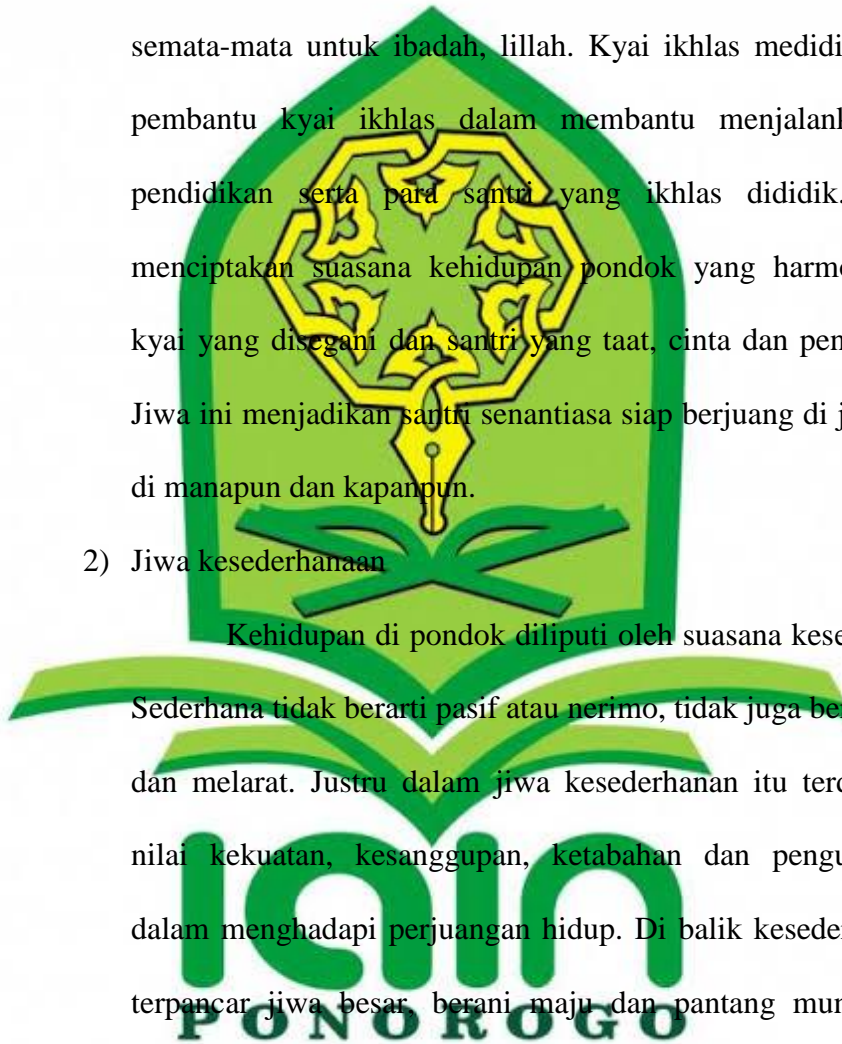 semata-mata untuk ibadah, lillah. Kyai ikhlas medidi
pembantu kyai ikhlas dalam membantu menjalank
pendidikan serta para santri yang ikhlas dididik.
menciptakan suasana kehidupan pondok yang harmo
kyai yang disegani dan santri yang taat, cinta dan pen
Jiwa ini menjadikan santri senantiasa siap berjuang di j
di manapun dan kapanpun.
2) Jiwa kesederhanaan
Kehidupan di pondok diliputi oleh suasana kese
Sederhana tidak berarti pasif atau nerimo, tidak juga ber
dan melarat. Justru dalam jiwa kesederhanan itu terd
nilai kekuatan, kesanggupan, ketabahan dan pengu
dalam menghadapi perjuangan hidup. Di balik keseder
terpancar jiwa besar, berani maju dan pantang mun
iain
PONOROGO